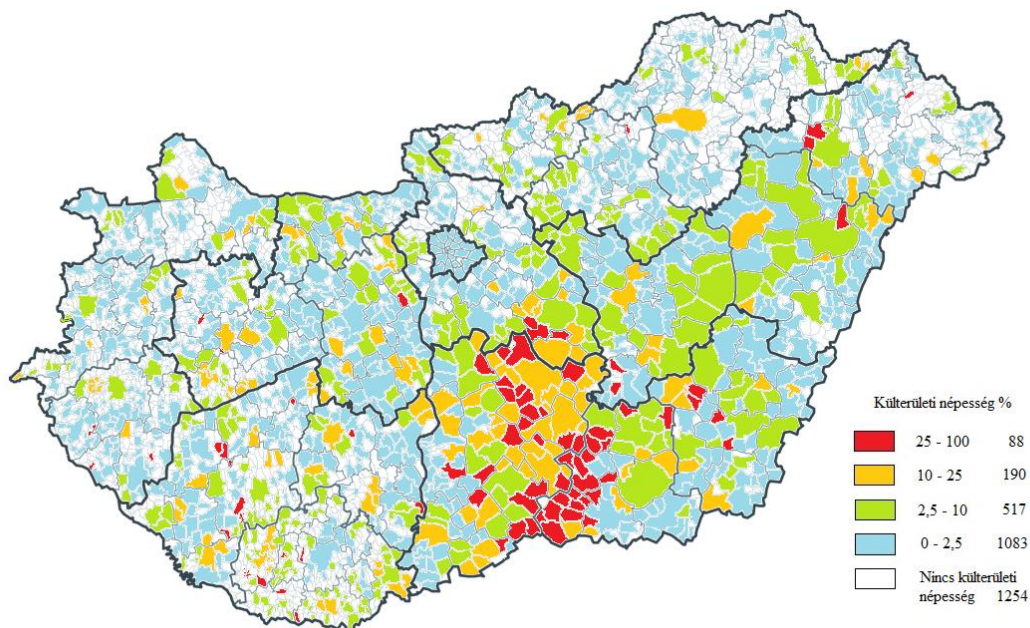 Külterületi népesség %
25 - 100 88
10 - 25 190
2,5 - 10 517
0 - 2,5 1083
Nincs külterületi
népesség 1254